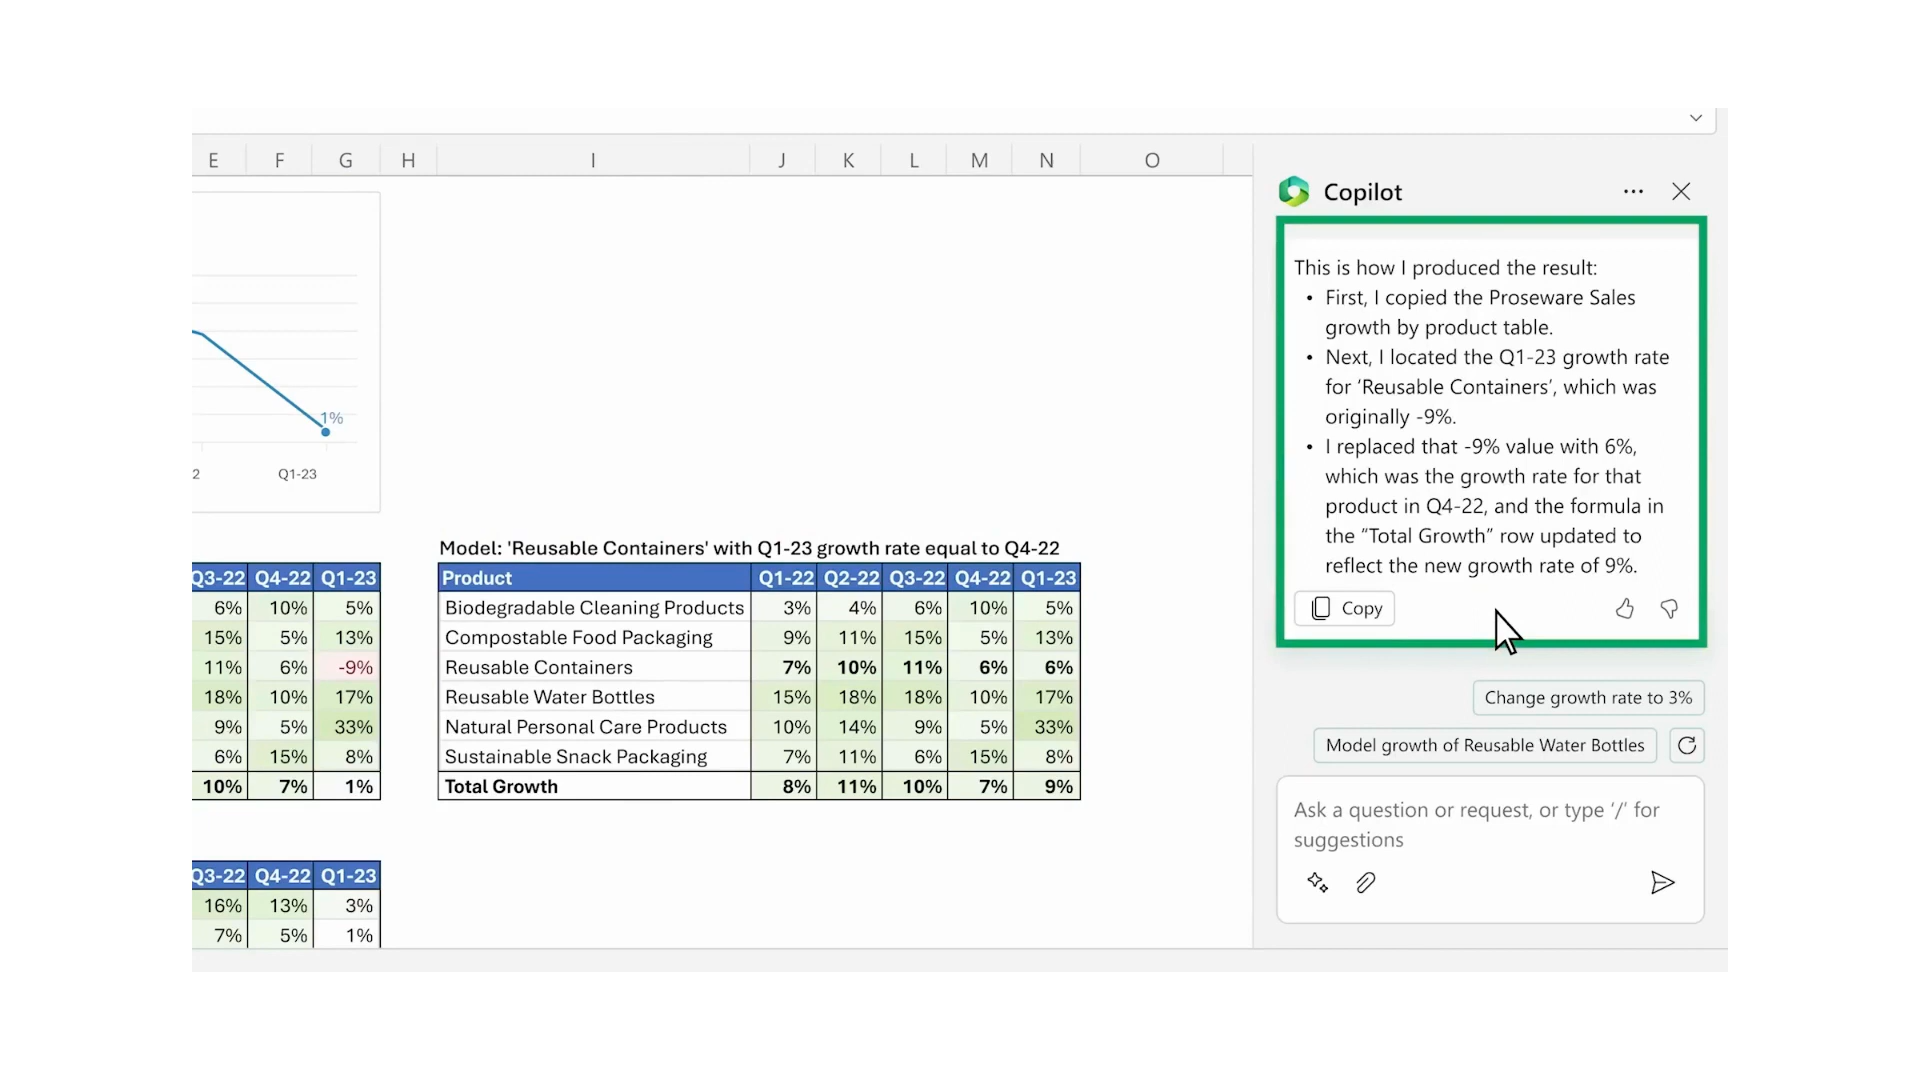 E F G H I J K L M N O
1%
2 Q1-23
Q3-22 Q4-22 Q1-23
6% 10% 5%
15% 5% 13%
11% 6% -9%
18% 10% 17%
9% 5% 33%
6% 15% 8%
10% 7% 1%
Q3-22 Q4-22 Q1-23
16% 13% 3%
7% 5% 1%
Model: 'Reusable Containers' with Q1-23 growth rate equal to Q4-22
Product Q1-22 Q2-22 Q3-22 Q4-22 Q1-23
Biodegradable Cleaning Products 3% 4% 6% 10% 5%
Compostable Food Packaging 9% 11% 15% 5% 13%
Reusable Containers 7% 10% 11% 6% 6%
Reusable Water Bottles 15% 18% 18% 10% 17%
Natural Personal Care Products 10% 14% 9% 5% 33%
Sustainable Snack Packaging 7% 11% 6% 15% 8%
Total Growth 8% 11% 10% 7% 9%
Copilot
This is how I produced the result:
• First, I copied the Proseware Sales
growth by product table.
• Next, I located the Q1-23 growth rate
for ‘Reusable Containers’, which was
originally -9%.
• I replaced that -9% value with 6%,
which was the growth rate for that
product in Q4-22, and the formula in
the “Total Growth” row updated to
reflect the new growth rate of 9%.
Copy
Change growth rate to 3%
Model growth of Reusable Water Bottles
Ask a question or request, or type ‘/’ for
suggestions